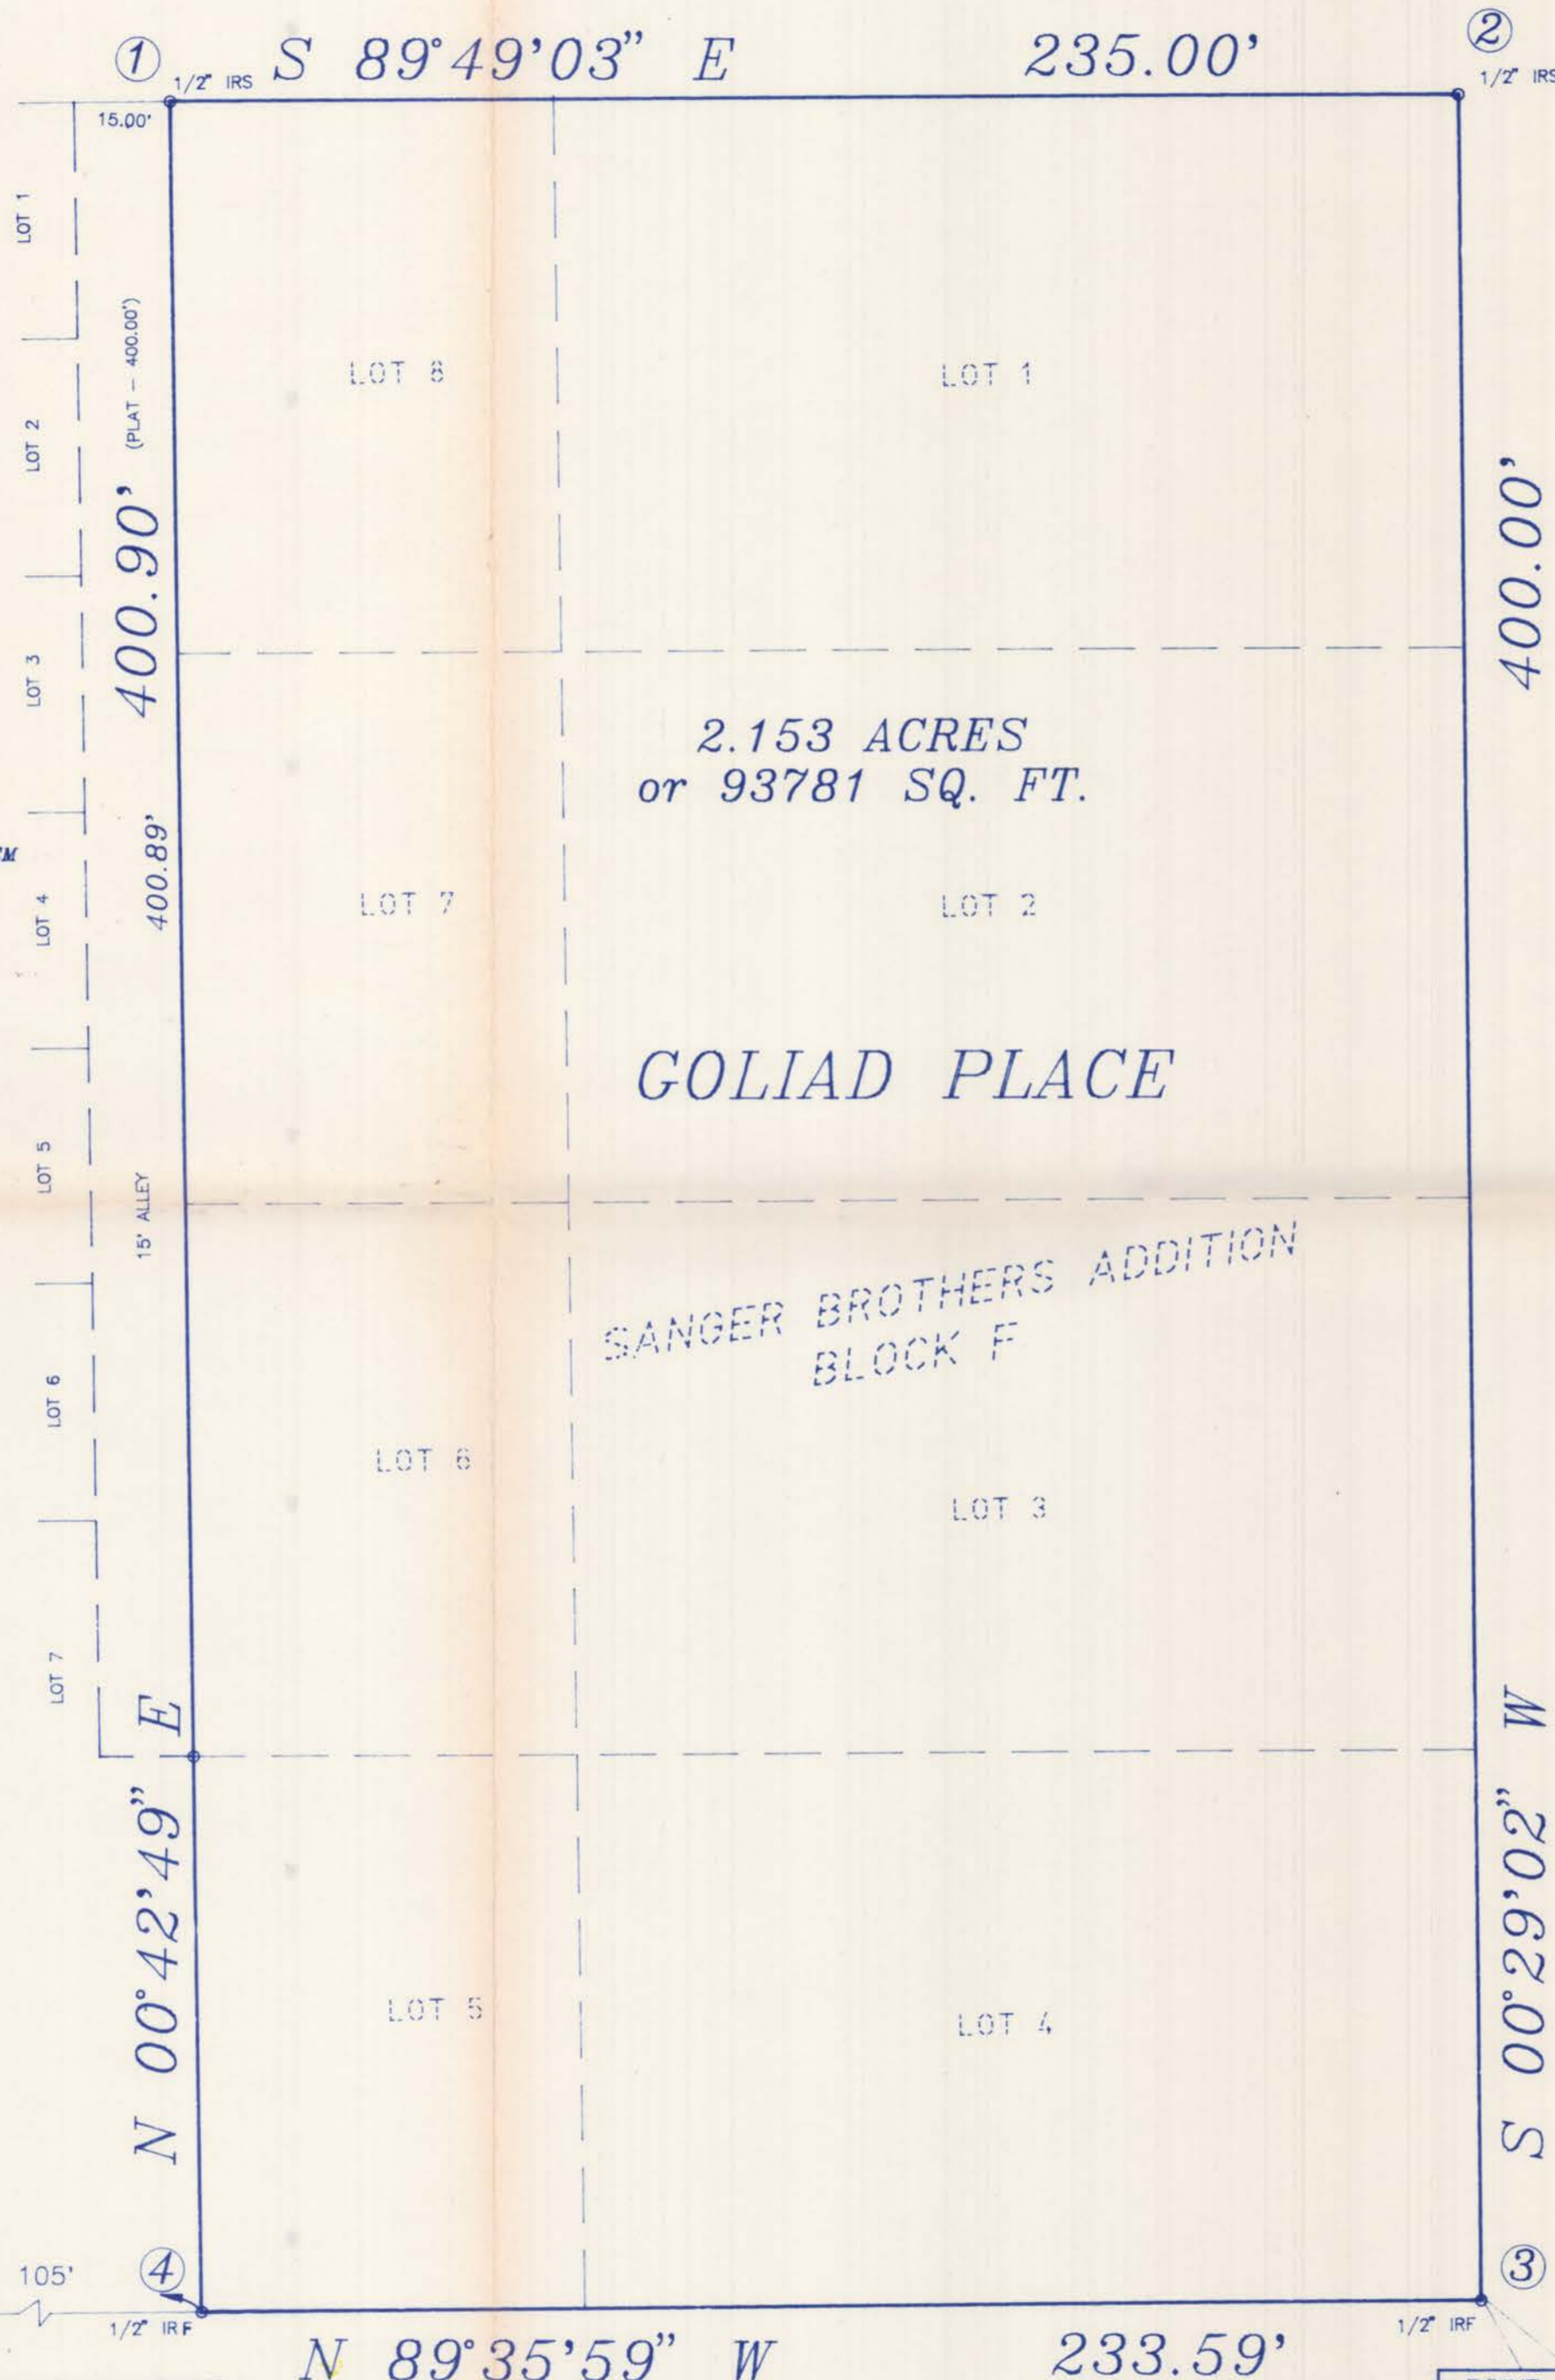 ① S 89°49'03" E 235.00' ②
1/2" IRS
1/2" IRS
15.00'
LOT 1
LOT 2
LOT 3
LOT 4
LOT 5
LOT 6
LOT 7
(PLAT - 400.00')
400.90'
400.89'
15' ALLEY
N 00°42'49" E
LOT 8
LOT 1
400.00'
2.153 ACRES
or 93781 SQ. FT.
LOT 7
LOT 2
GOLIAD PLACE
SANGER BROTHERS ADDITION
BLOCK F
LOT 6
LOT 3
LOT 5
LOT 4
S 00°29'02" W
105'
④
③
1/2" IRF
1/2" IRF
N 89°35'59" W 233.59'